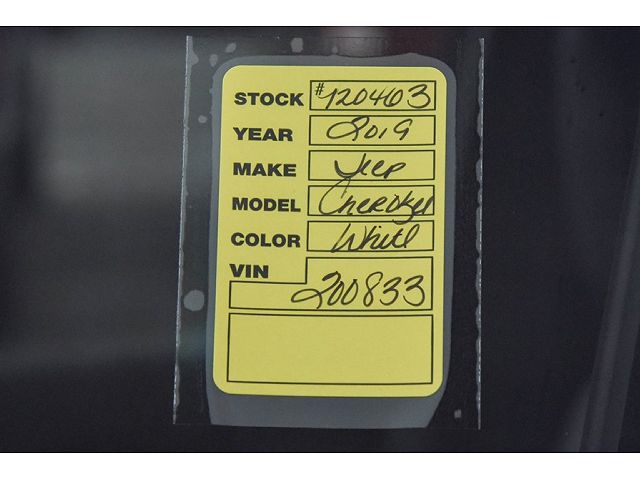 STOCK #120403
YEAR 2019
MAKE Jeep
MODEL Cherokee
COLOR White
VIN 200833